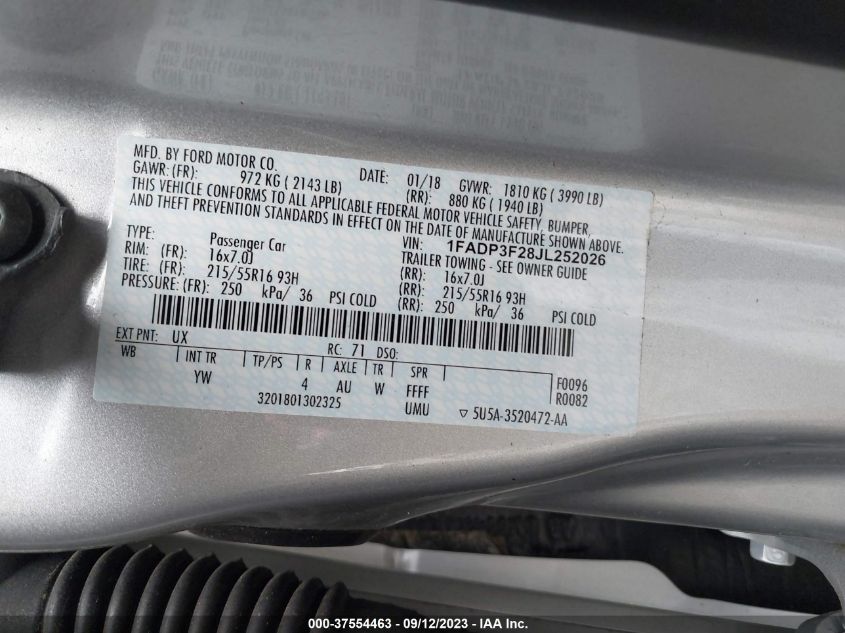 MFD. BY FORD MOTOR CO.
DATE: 01/18 GVWR: 1810 KG ( 3990 LB)
GAWR: (FR): 972 KG ( 2143 LB) (RR): 880 KG ( 1940 LB)
THIS VEHICLE CONFORMS TO ALL APPLICABLE FEDERAL MOTOR VEHICLE SAFETY, BUMPER,
AND THEFT PREVENTION STANDARDS IN EFFECT ON THE DATE OF MANUFACTURE SHOWN ABOVE.
VIN: 1FADP3F28JL252026
TYPE: Passenger Car TRAILER TOWING - SEE OWNER GUIDE
RIM: (FR): 16x7.0J (RR): 16x7.0J
TIRE: (FR): 215/55R16 93H (RR): 215/55R16 93H
PRESSURE: (FR): 250 kPa/ 36 PSI COLD (RR): 250 kPa/ 36 PSI COLD
EXT PNT: UX RC: 71 DSO:
WB INT TR TP/PS R AXLE TR SPR F0096
YW 4 AU W FFFF R0082
3201801302325 UMU ▽ 5U5A-3520472-AA
000-37554463 - 09/12/2023 - IAA Inc.